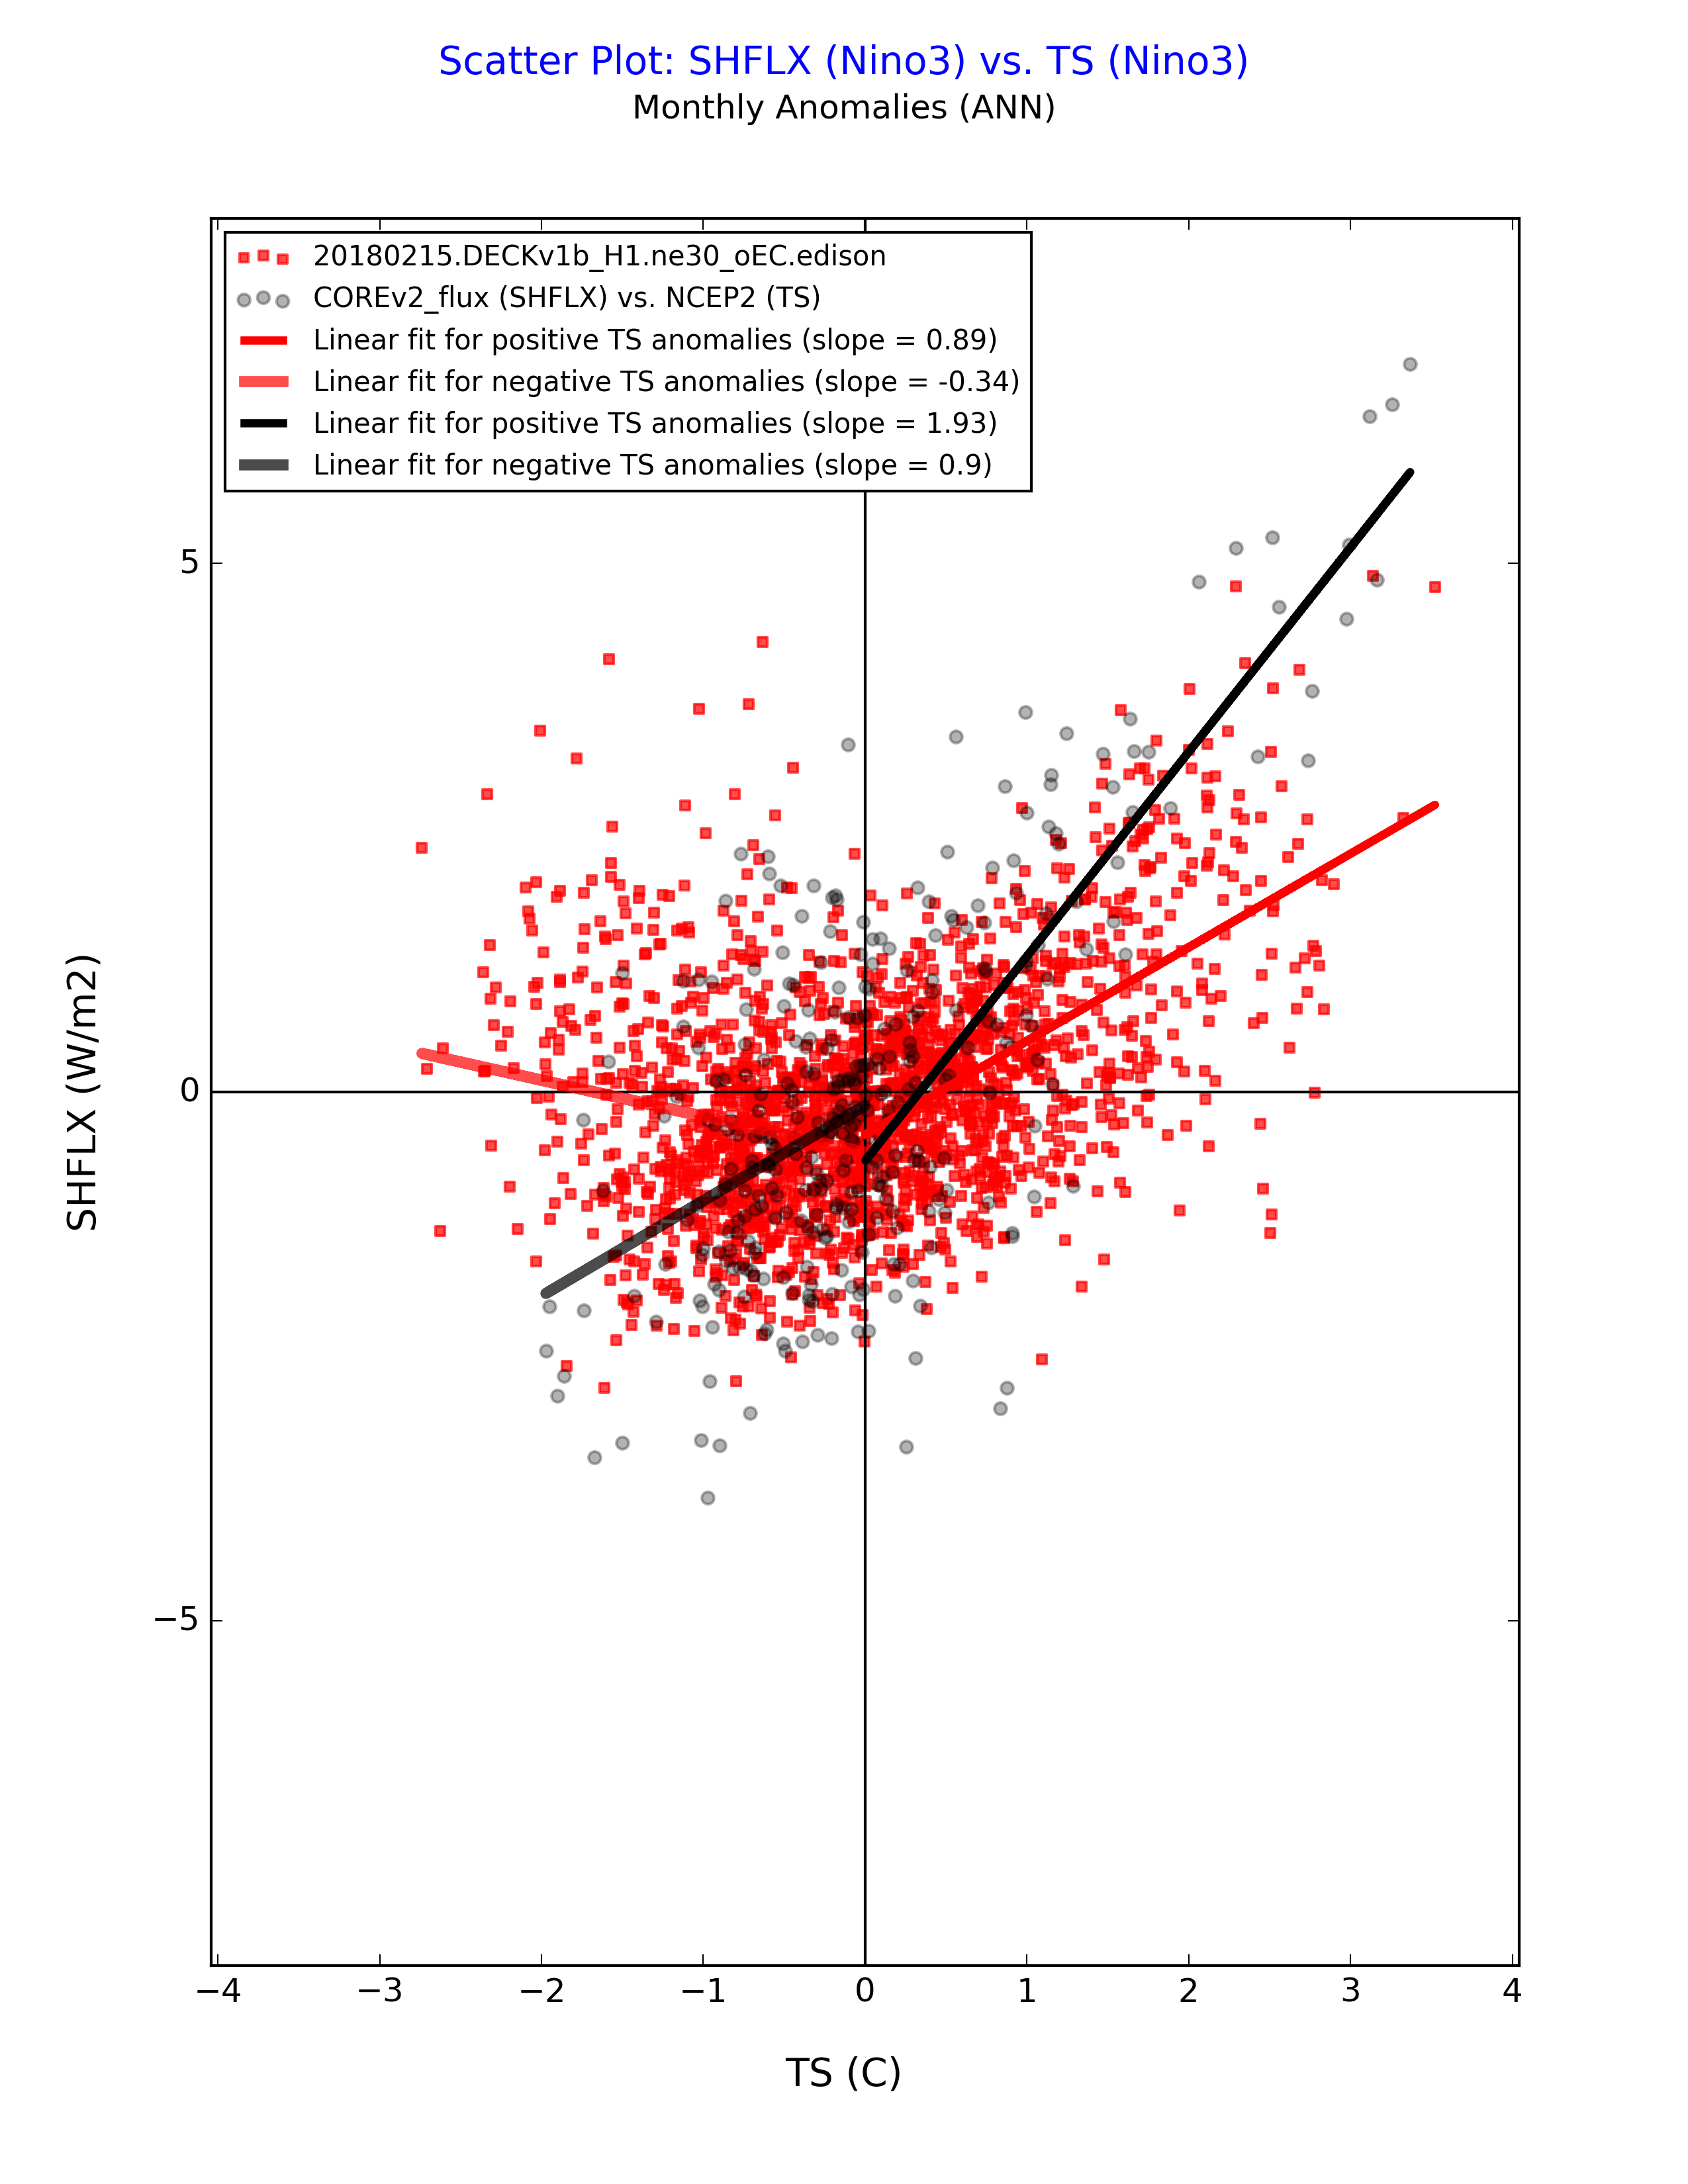 Scatter Plot: SHFLX (Nino3) vs. TS (Nino3)
Monthly Anomalies (ANN)
20180215.DECKv1b_H1.ne30_oEC.edison
COREv2_flux (SHFLX) vs. NCEP2 (TS)
Linear fit for positive TS anomalies (slope = 0.89)
Linear fit for negative TS anomalies (slope = -0.34)
Linear fit for positive TS anomalies (slope = 1.93)
Linear fit for negative TS anomalies (slope = 0.9)
5
0
−5
SHFLX (W/m2)
−4 −3 −2 −1 0 1 2 3 4
TS (C)